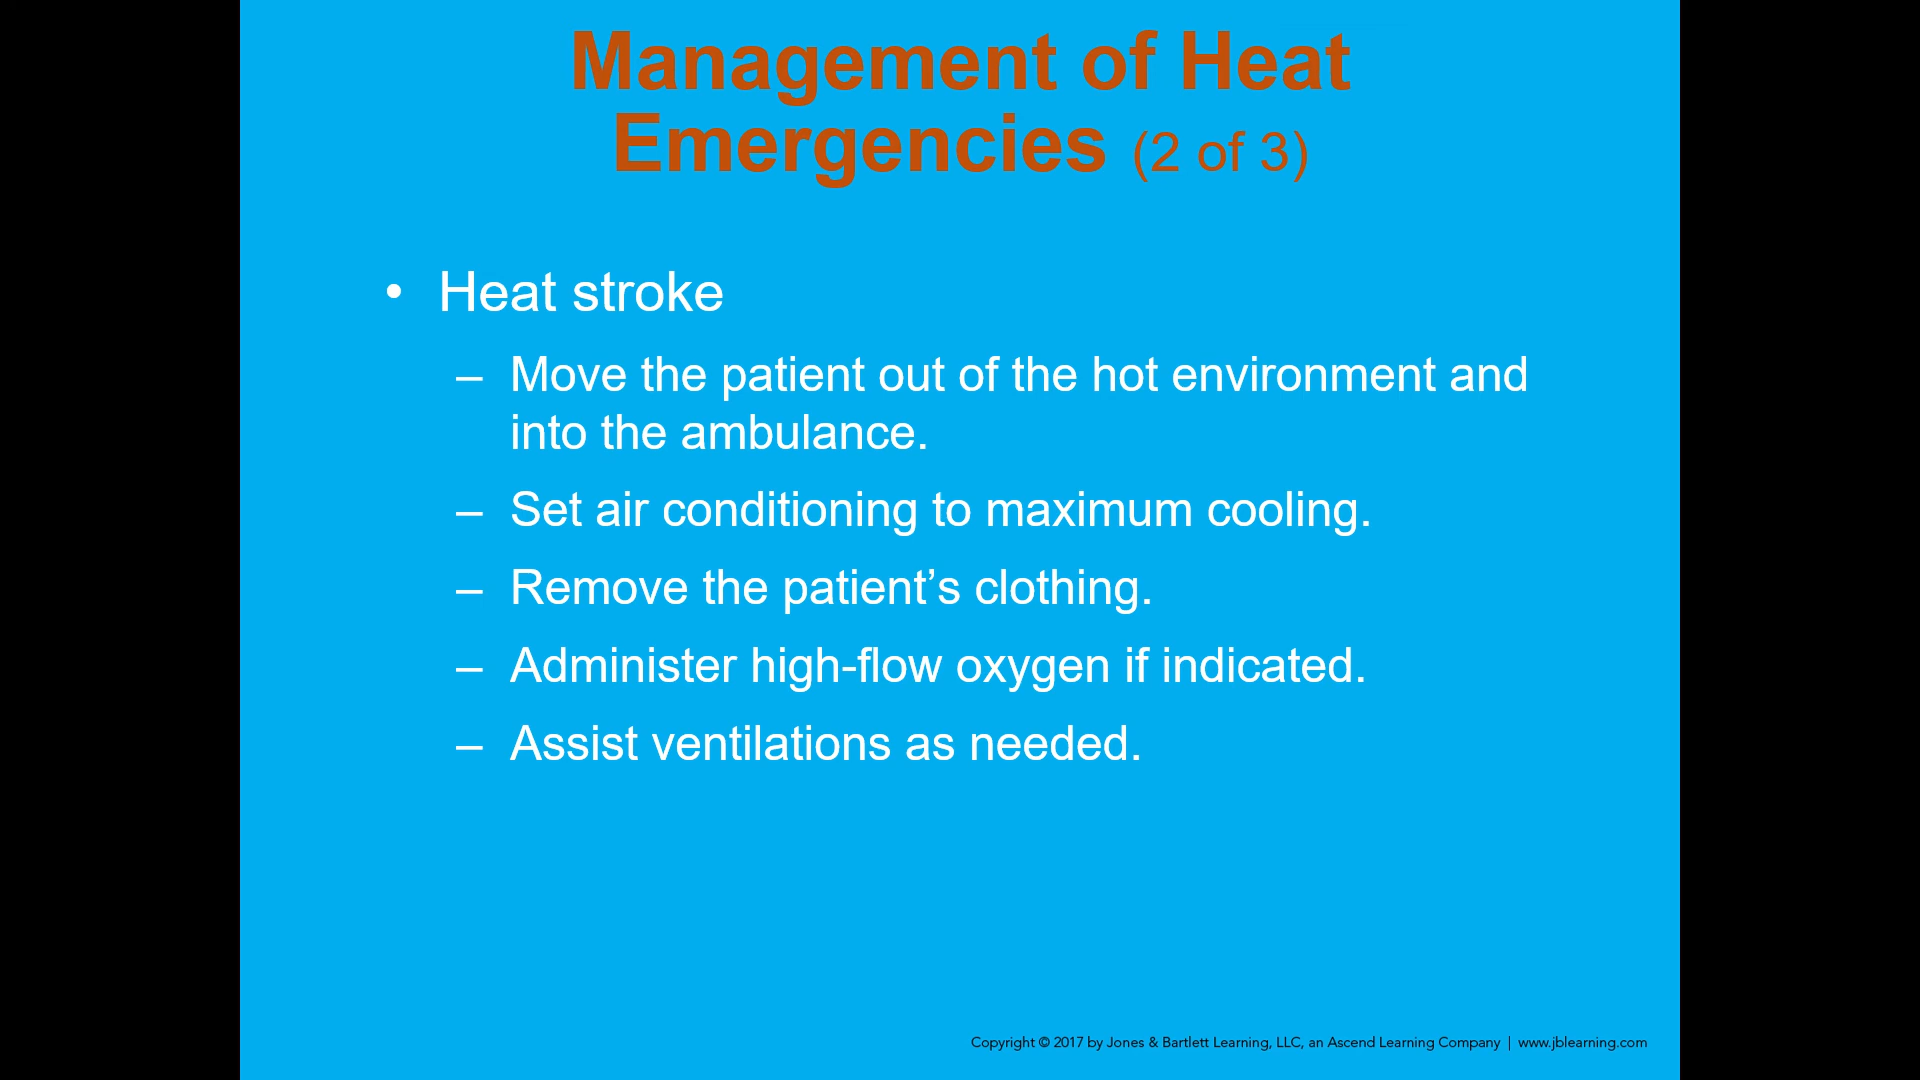 Management of Heat
Emergencies (2 of 3)
• Heat stroke
– Move the patient out of the hot environment and
into the ambulance.
– Set air conditioning to maximum cooling.
– Remove the patient’s clothing.
– Administer high-flow oxygen if indicated.
– Assist ventilations as needed.
Copyright © 2017 by Jones & Bartlett Learning, LLC, an Ascend Learning Company | www.jblearning.com